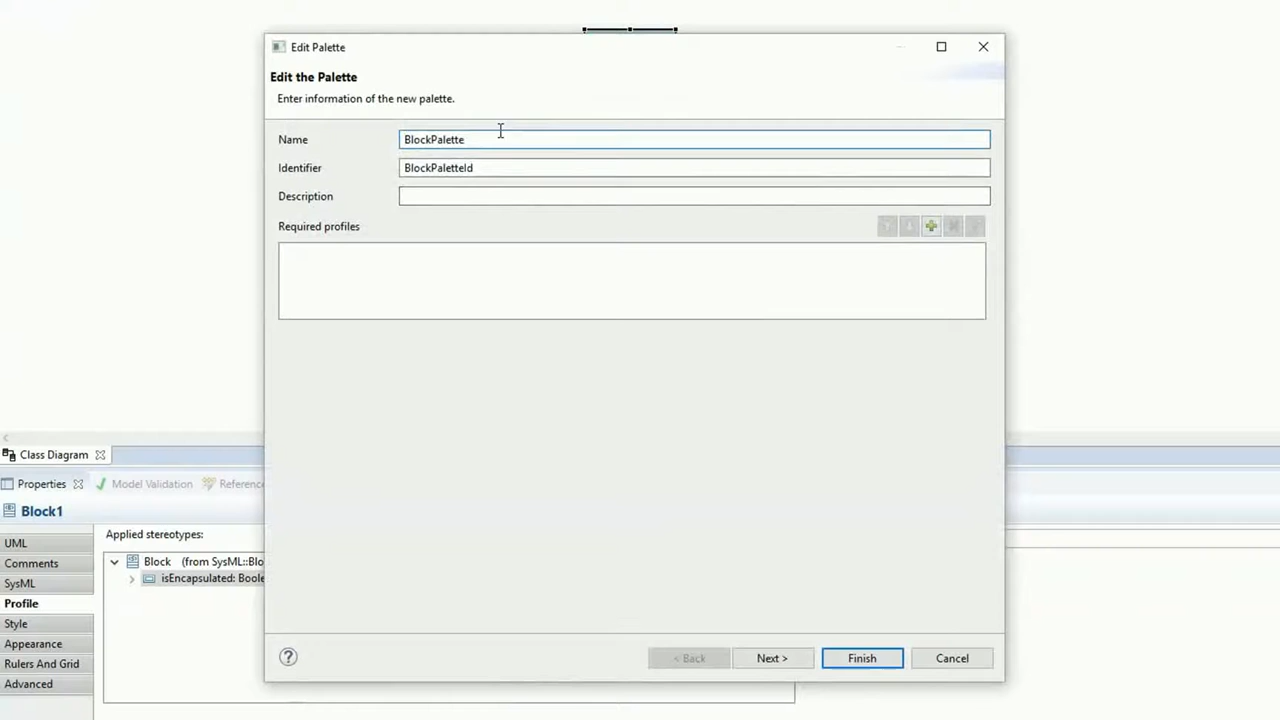 Edit Palette
Edit the Palette
Enter information of the new palette.
Name
BlockPalette
Identifier
BlockPaletteId
Description
Required profiles
Class Diagram
Properties
Model Validation
Reference
Block1
Applied stereotypes:
UML
Block (from SysML::Blo
Comments
isEncapsulated: Boole
SysML
Profile
Style
Appearance
Rulers And Grid
Advanced
< Back
Next >
Finish
Cancel